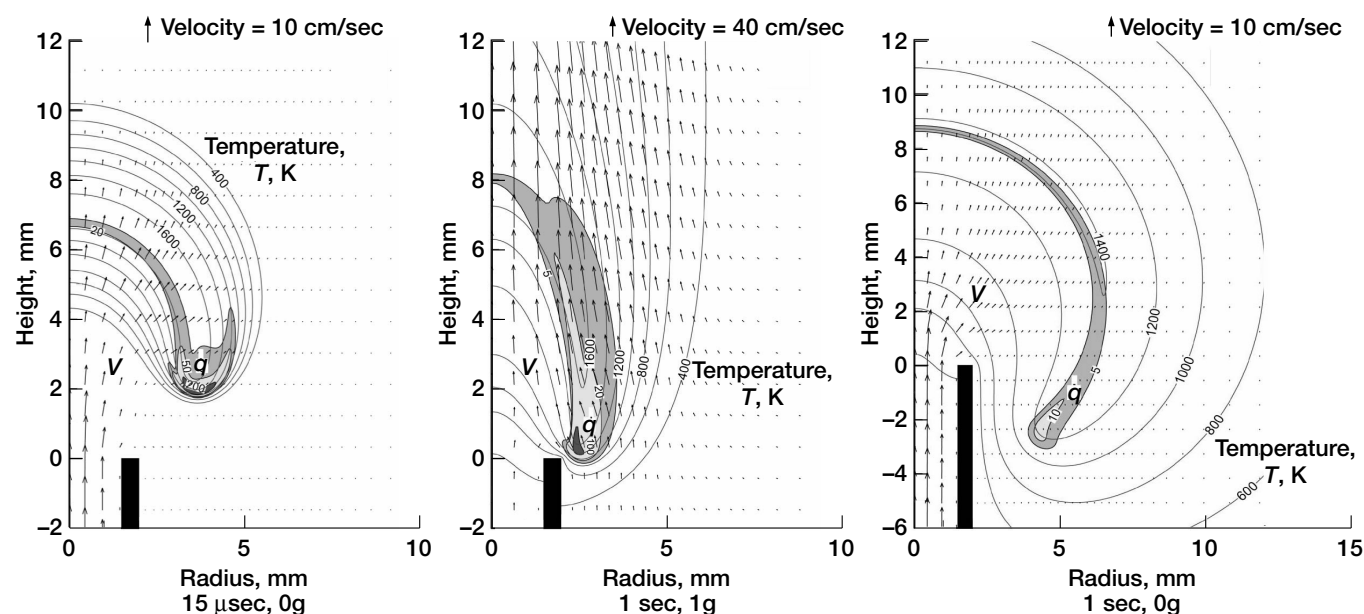 Velocity = 10 cm/sec
12
10
8
6
4
2
0
–2
Height, mm
Temperature,
T, K
400
800
1200
1600
20
50
q
V
0
5
10
Radius, mm
15 μsec, 0g
Velocity = 40 cm/sec
12
10
8
6
4
2
0
–2
Height, mm
5
V
1600
1200
20
800
400
Temperature,
T, K
q
100
0
5
10
Radius, mm
1 sec, 1g
Velocity = 10 cm/sec
12
10
8
6
4
2
0
–2
–4
–6
Height, mm
V
1400
1200
1000
5
q
10
800
Temperature,
T, K
600
0
5
10
15
Radius, mm
1 sec, 0g